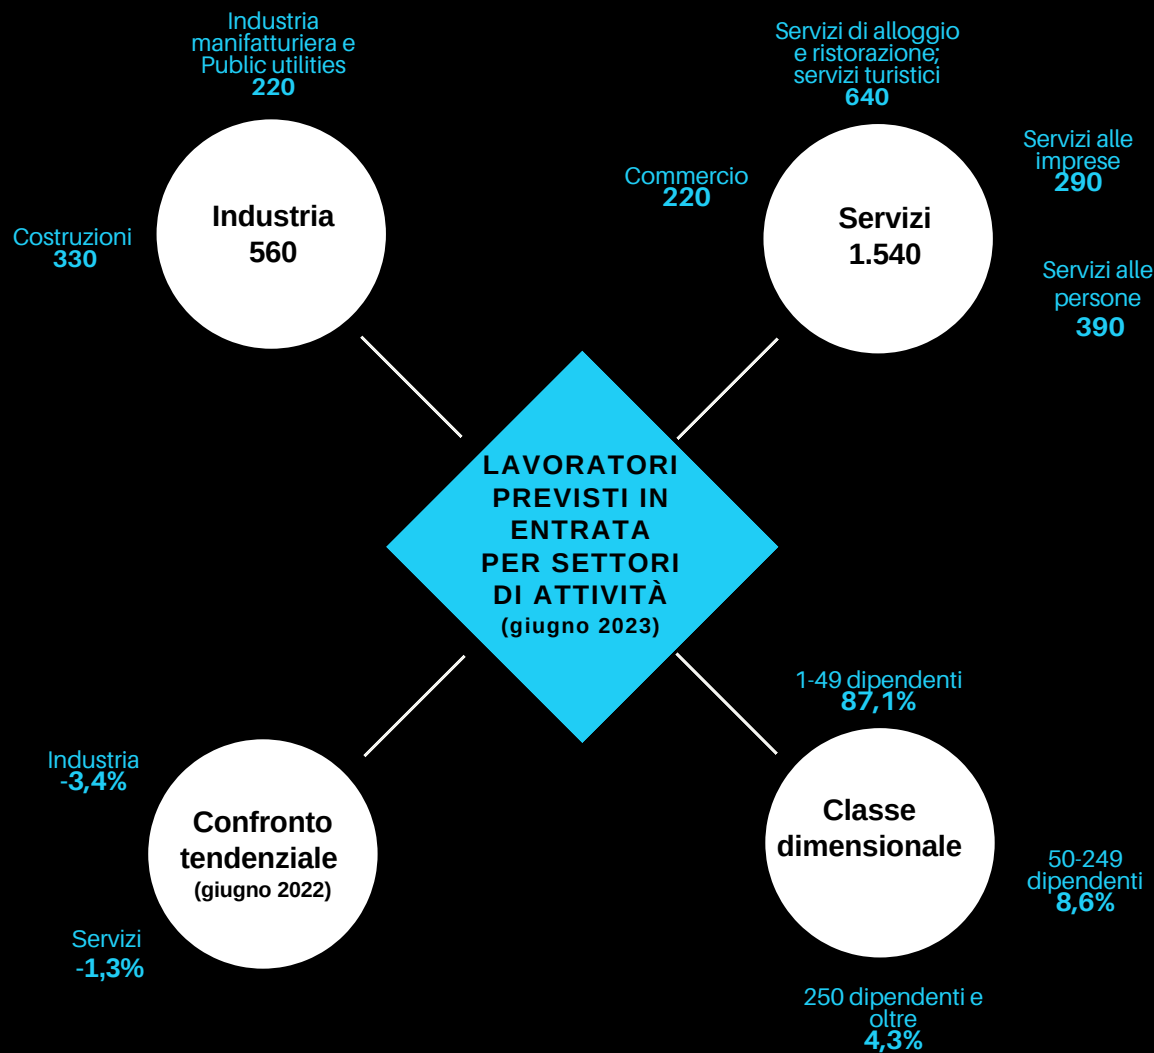 Industria
manifatturiera e
Public utilities
220
Costruzioni
330
Industria
560
Servizi di alloggio
e ristorazione;
servizi turistici
640
Commercio
220
Servizi alle
imprese
290
Servizi alle
persone
390
Servizi
1.540
LAVORATORI
PREVISTI IN
ENTRATA
PER SETTORI
DI ATTIVITÀ
(giugno 2023)
Industria
-3,4%
Servizi
-1,3%
Confronto
tendenziale
(giugno 2022)
1-49 dipendenti
87,1%
Classe
dimensionale
50-249
dipendenti
8,6%
250 dipendenti e
oltre
4,3%